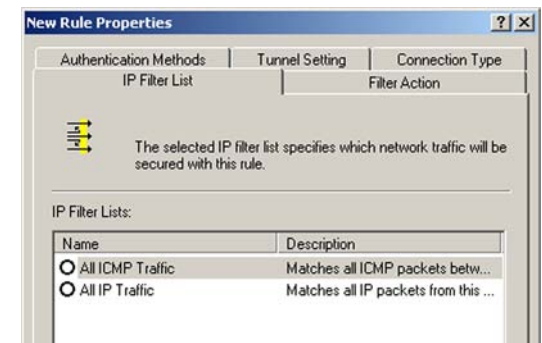 New Rule Properties
Authentication Methods Tunnel Setting Connection Type
IP Filter List Filter Action
The selected IP filter list specifies which network traffic will be
secured with this rule.
IP Filter Lists:
Name Description
All ICMP Traffic Matches all ICMP packets betw...
All IP Traffic Matches all IP packets from this ...